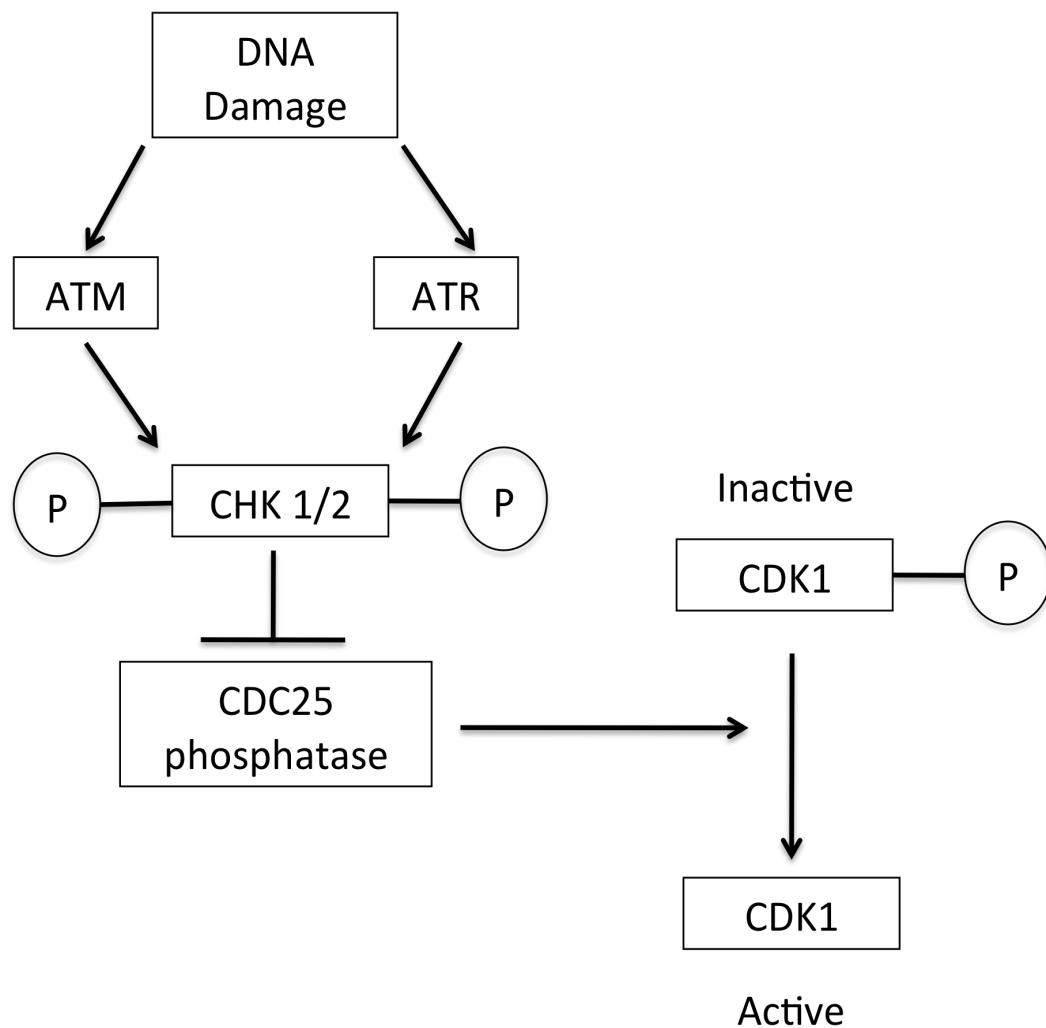 DNA
Damage
ATM
ATR
P
CHK 1/2
P
Inactive
CDK1
P
CDC25
phosphatase
CDK1
Active